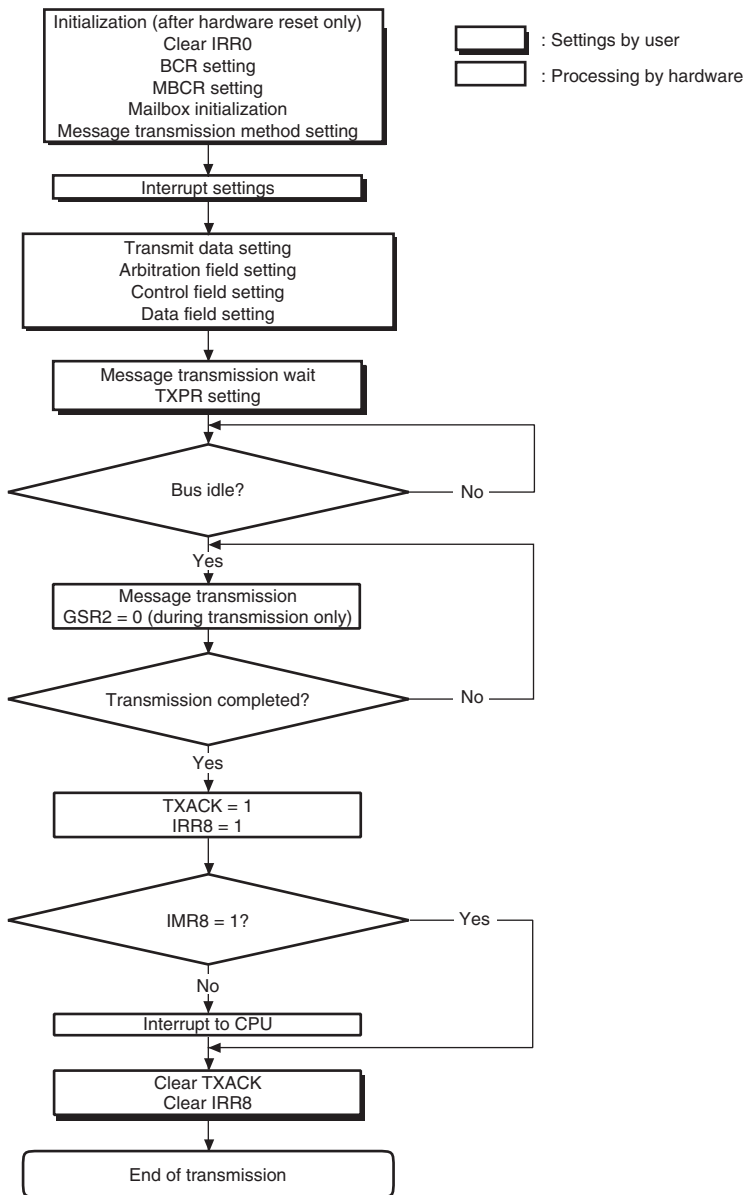 Initialization (after hardware reset only)
Clear IRR0
BCR setting
MBCR setting
Mailbox initialization
Message transmission method setting
: Settings by user
: Processing by hardware
Interrupt settings
Transmit data setting
Arbitration field setting
Control field setting
Data field setting
Message transmission wait
TXPR setting
Bus idle?
No
Yes
Message transmission
GSR2 = 0 (during transmission only)
Transmission completed?
No
Yes
TXACK = 1
IRR8 = 1
IMR8 = 1?
Yes
No
Interrupt to CPU
Clear TXACK
Clear IRR8
End of transmission